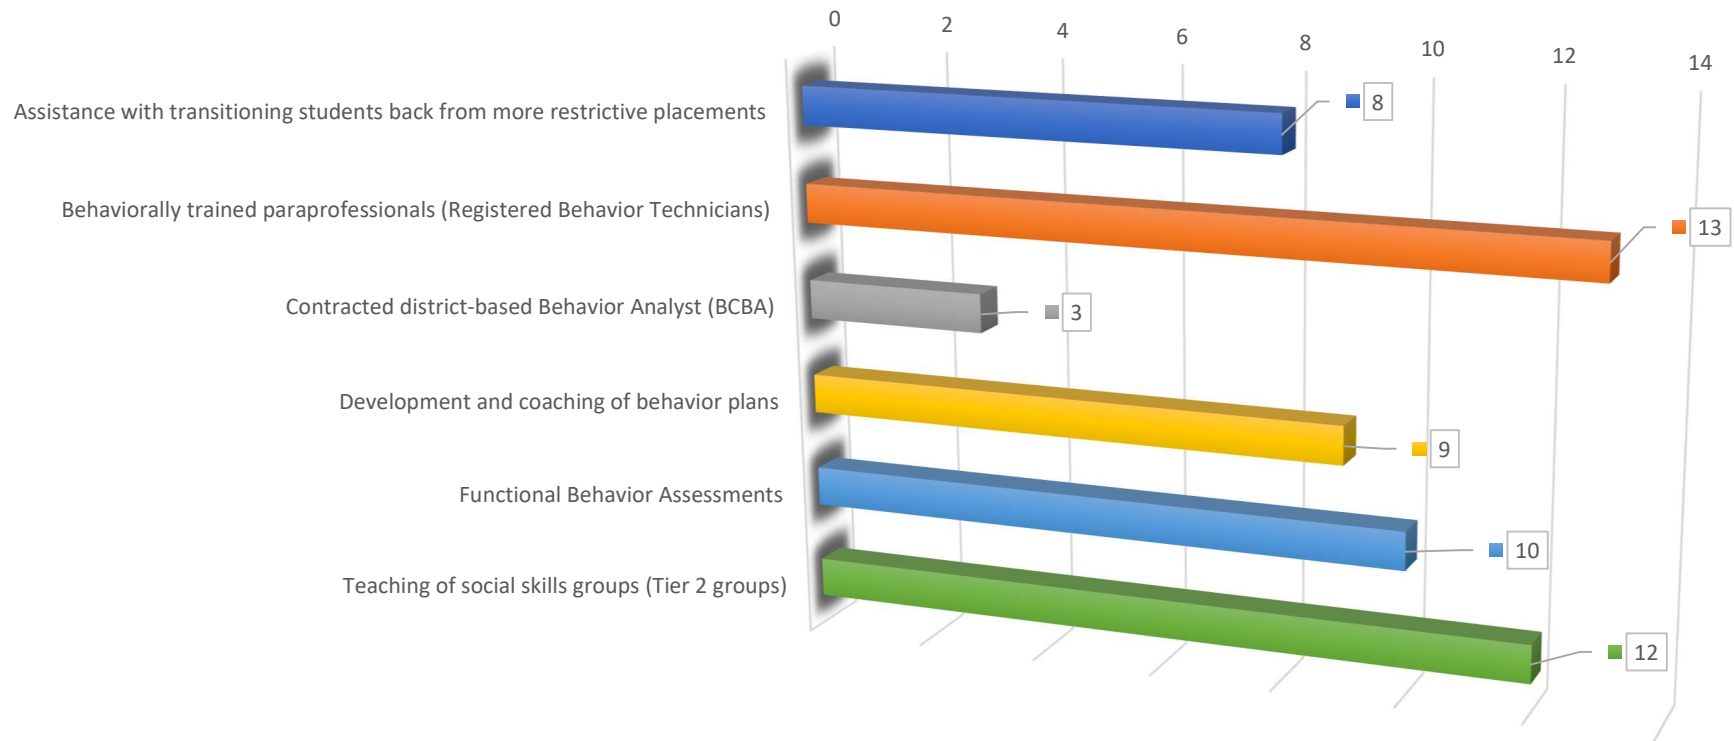 0 2 4 6 8 10 12 14
Assistance with transitioning students back from more restrictive placements
8
Behaviorally trained paraprofessionals (Registered Behavior Technicians)
13
Contracted district-based Behavior Analyst (BCBA)
3
Development and coaching of behavior plans
9
Functional Behavior Assessments
10
Teaching of social skills groups (Tier 2 groups)
12